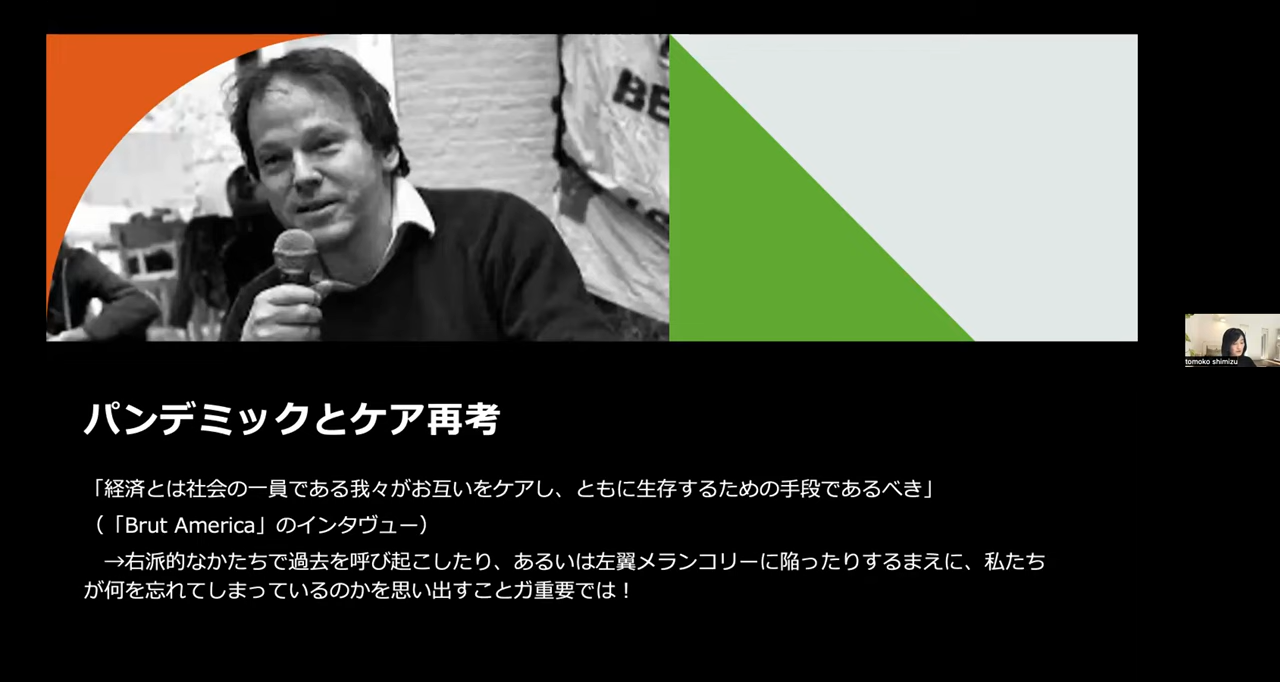 BE
tomoko shimizu
パンデミックとケア再考
「経済とは社会の一員である我々がお互いをケアし、ともに生存するための手段であるべき」
（「Brut America」のインタヴュー）
→右派的なかたちで過去を呼び起こしたり、あるいは左翼メランコリーに陥ったりするまえに、私たち
が何を忘れてしまっているのかを思い出すことガ重要では！